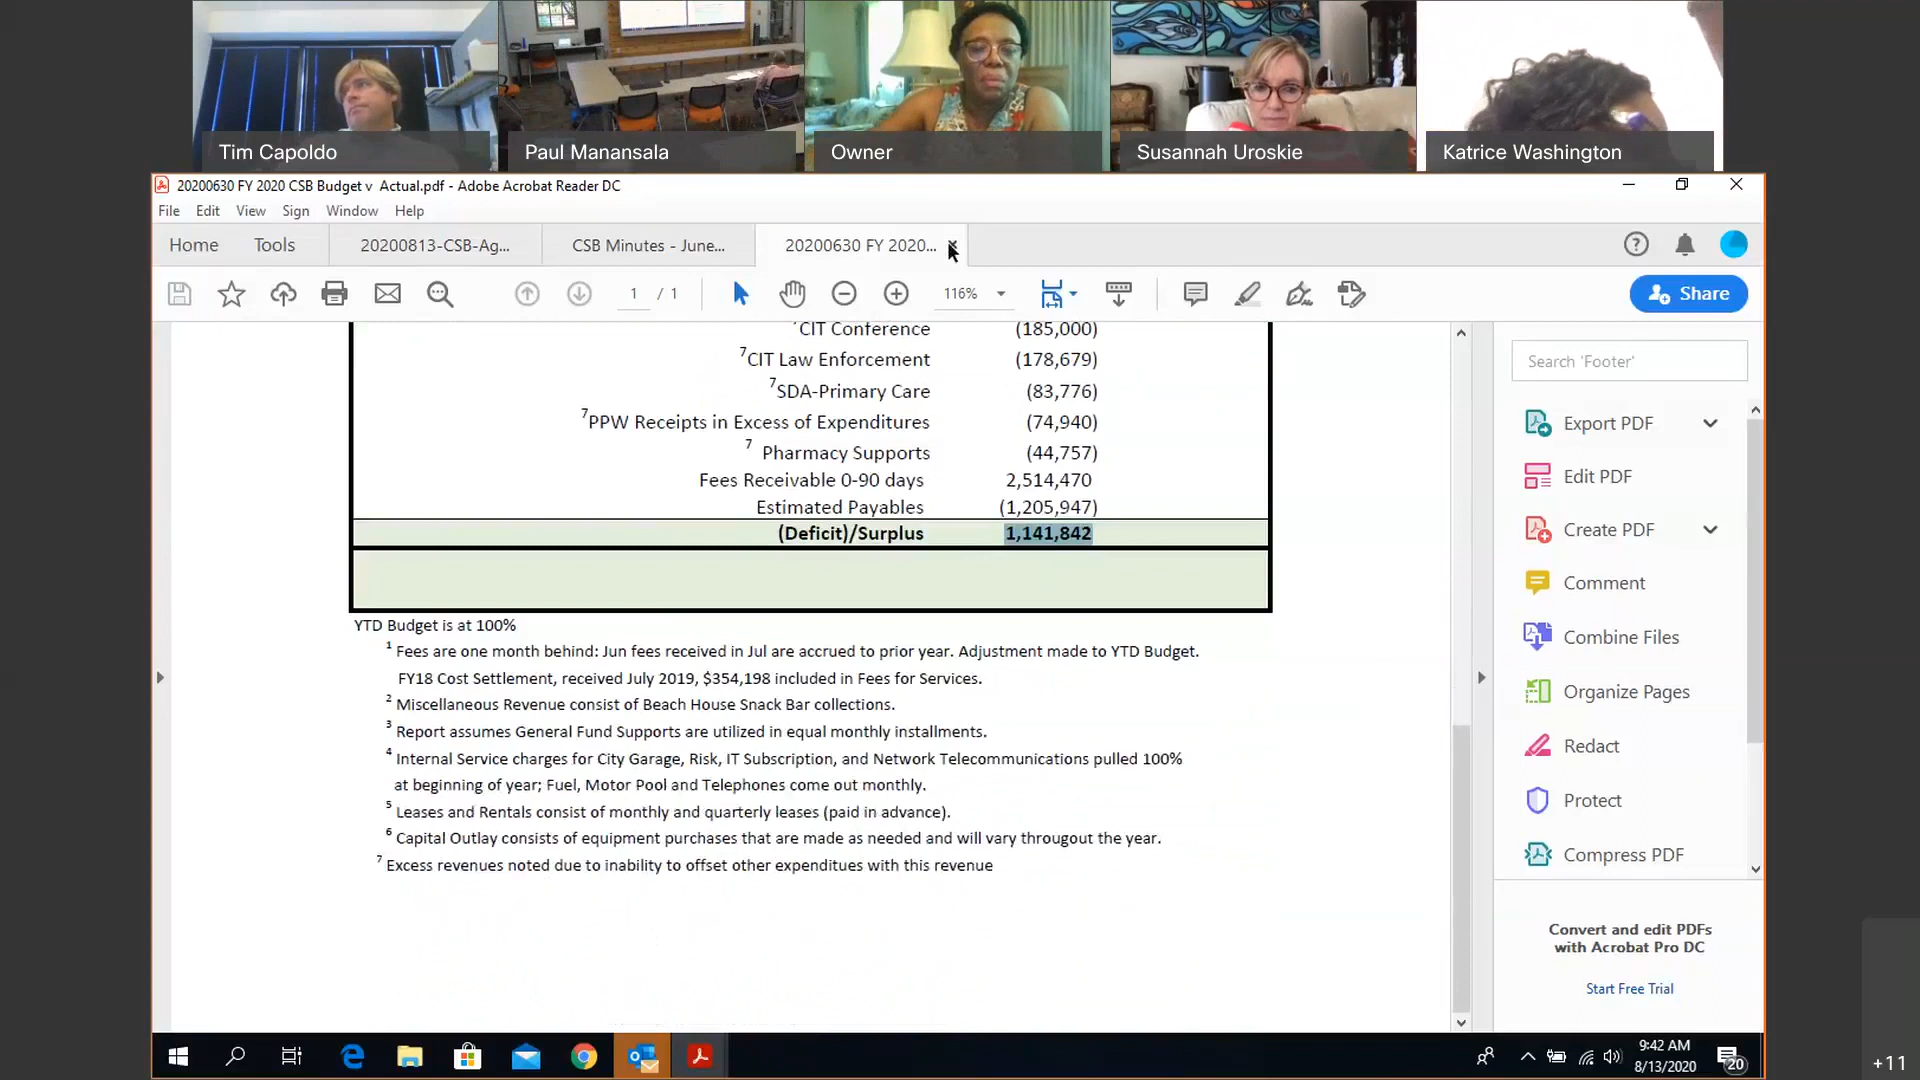 Tim Capoldo
Paul Manansala
Owner
Susannah Uroskie
Katrice Washington
20200630 FY 2020 CSB Budget v  Actual.pdf - Adobe Acrobat Reader DC
File Edit View Sign Window Help
Home Tools 20200813-CSB-Ag... CSB Minutes - June... 20200630 FY 2020...
1 / 1 116% Share
CIT Conference (185,000)
7CIT Law Enforcement (178,679)
7SDA-Primary Care (83,776)
7PPW Receipts in Excess of Expenditures (74,940)
7 Pharmacy Supports (44,757)
Fees Receivable 0-90 days 2,514,470
Estimated Payables (1,205,947)
(Deficit)/Surplus 1,141,842
YTD Budget is at 100%
1 Fees are one month behind: Jun fees received in Jul are accrued to prior year. Adjustment made to YTD Budget.
FY18 Cost Settlement, received July 2019, $354,198 included in Fees for Services.
2 Miscellaneous Revenue consist of Beach House Snack Bar collections.
3 Report assumes General Fund Supports are utilized in equal monthly installments.
4 Internal Service charges for City Garage, Risk, IT Subscription, and Network Telecommunications pulled 100%
at beginning of year; Fuel, Motor Pool and Telephones come out monthly.
5 Leases and Rentals consist of monthly and quarterly leases (paid in advance).
6 Capital Outlay consists of equipment purchases that are made as needed and will vary througout the year.
7 Excess revenues noted due to inability to offset other expenditues with this revenue
Search 'Footer'
Export PDF
Edit PDF
Create PDF
Comment
Combine Files
Organize Pages
Redact
Protect
Compress PDF
Convert and edit PDFs
with Acrobat Pro DC
Start Free Trial
9:42 AM
8/13/2020
20
+11